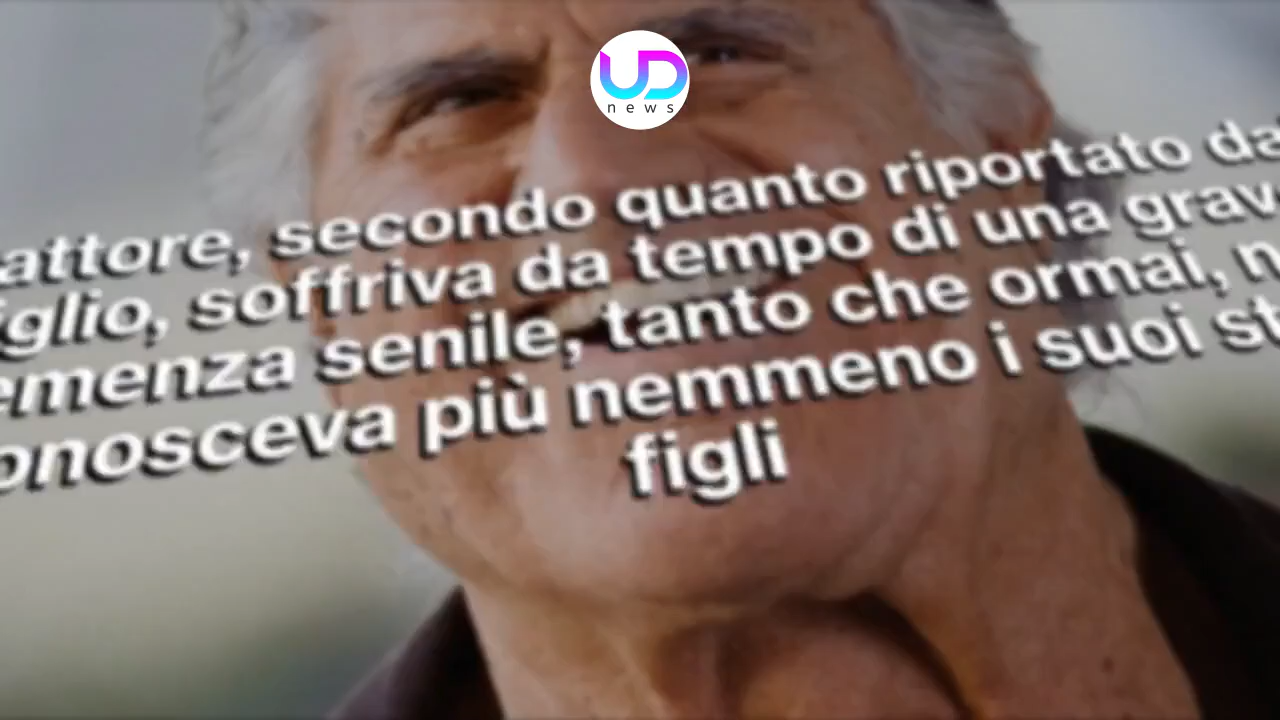 UD
news
attore, secondo quanto riportato da
iglio, soffriva da tempo di una grav
emenza senile, tanto che ormai, n
onosceva più nemmeno i suoi st
figli